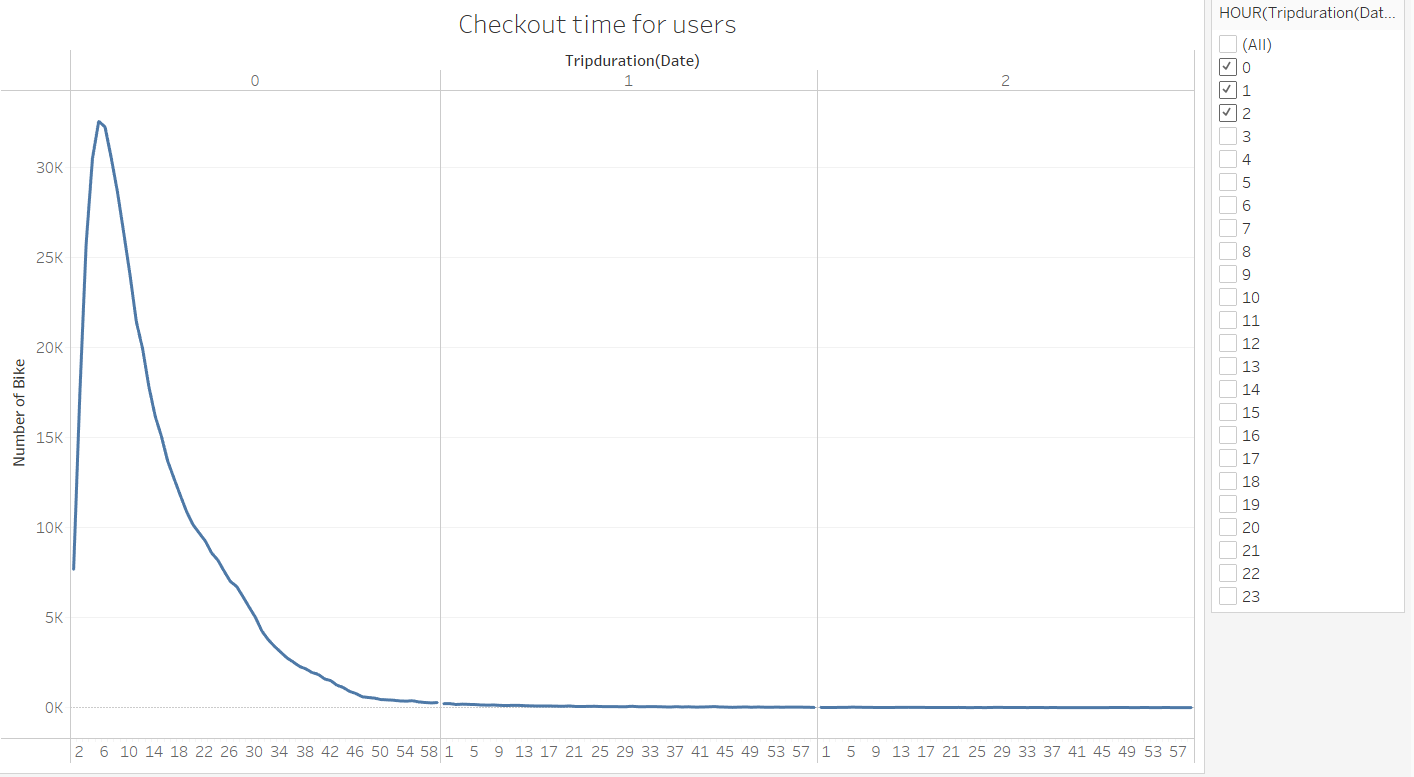 Checkout time for users
Tripduration(Date)
0 1 2
30K
25K
20K
15K
10K
5K
0K
Number of Bike
2 6 10 14 18 22 26 30 34 38 42 46 50 54 58 1 5 9 13 17 21 25 29 33 37 41 45 49 53 57 1 5 9 13 17 21 25 29 33 37 41 45 49 53 57
HOUR(Tripduration(Dat...
(All)
0
1
2
3
4
5
6
7
8
9
10
11
12
13
14
15
16
17
18
19
20
21
22
23